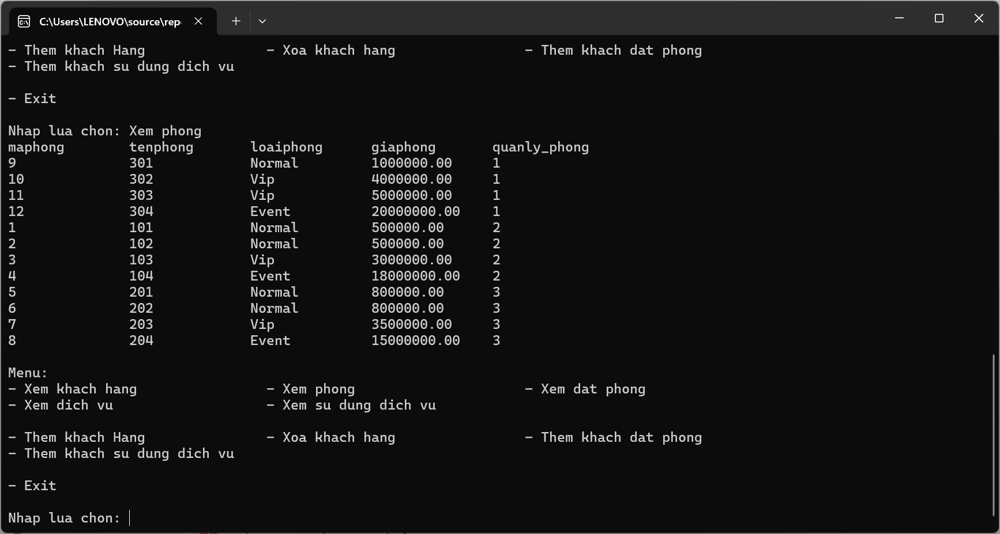 C:\Users\LENOVO\source\rep
- Them khach Hang - Xoa khach hang - Them khach dat phong
- Them khach su dung dich vu
- Exit
Nhap lua chon: Xem phong
maphong tenphong loaiphong giaphong quanly_phong
9 301 Normal 1000000.00 1
10 302 Vip 4000000.00 1
11 303 Vip 5000000.00 1
12 304 Event 20000000.00 1
1 101 Normal 500000.00 2
2 102 Normal 500000.00 2
3 103 Vip 3000000.00 2
4 104 Event 18000000.00 2
5 201 Normal 800000.00 3
6 202 Normal 800000.00 3
7 203 Vip 3500000.00 3
8 204 Event 15000000.00 3
Menu:
- Xem khach hang - Xem phong - Xem dat phong
- Xem dich vu - Xem su dung dich vu
- Them khach Hang - Xoa khach hang - Them khach dat phong
- Them khach su dung dich vu
- Exit
Nhap lua chon: